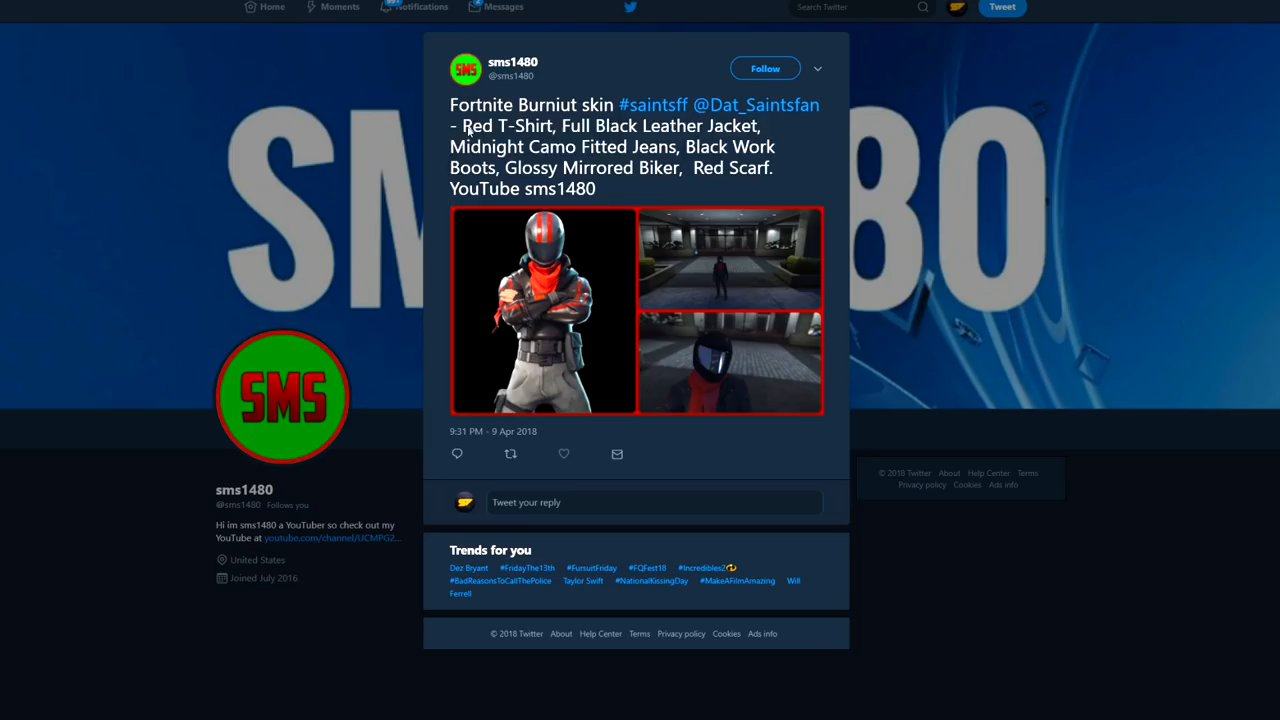 Home
Moments
99+
Notifications
Messages
Search Twitter
Tweet
SMS
sms1480
@sms1480
Follow
Fortnite Burniut skin #saintsff @Dat_Saintsfan
- Red T-Shirt, Full Black Leather Jacket,
Midnight Camo Fitted Jeans, Black Work
Boots, Glossy Mirrored Biker,  Red Scarf.
YouTube sms1480
9:31 PM - 9 Apr 2018
Tweet your reply
Trends for you
Dez Bryant #FridayThe13th #FursuitFriday #FQFest18 #Incredibles2
#BadReasonsToCallThePolice Taylor Swift #NationalKissingDay #MakeAFilmAmazing Will
Ferrell
© 2018 Twitter About Help Center Terms Privacy policy Cookies Ads info
SM
80
SMS
sms1480
@sms1480 Follows you
Hi im sms1480 a YouTuber so check out my
YouTube at youtube.com/channel/UCMPG2...
United States
Joined July 2016
© 2018 Twitter About Help Center Terms
Privacy policy Cookies Ads info